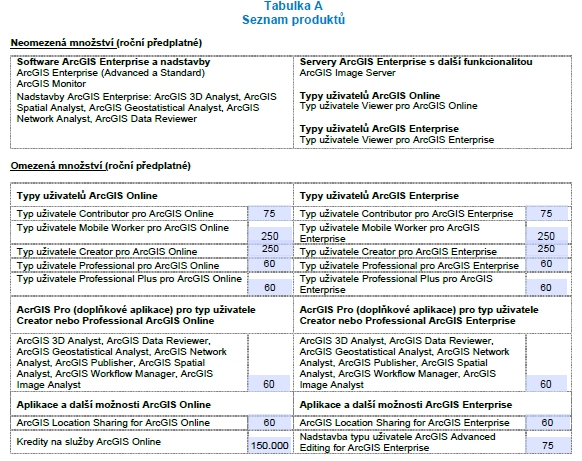 Tabulka A
Seznam produktů
Neomezená množství (roční předplatné)
Software ArcGIS Enterprise a nadstavby
ArcGIS Enterprise (Advanced a Standard)
ArcGIS Monitor
Nadstavby ArcGIS Enterprise: ArcGIS 3D Analyst, ArcGIS
Spatial Analyst, ArcGIS Geostatistical Analyst, ArcGIS
Network Analyst, ArcGIS Data Reviewer
Servery ArcGIS Enterprise s další funkcionalitou
ArcGIS Image Server
Typy uživatelů ArcGIS Online
Typ uživatele Viewer pro ArcGIS Online
Typy uživatelů ArcGIS Enterprise
Typ uživatele Viewer pro ArcGIS Enterprise
Omezená množství (roční předplatné)
Typy uživatelů ArcGIS Online
Typy uživatelů ArcGIS Enterprise
Typ uživatele Contributor pro ArcGIS Online 75
Typ uživatele Contributor pro ArcGIS Enterprise 75
Typ uživatele Mobile Worker pro ArcGIS Online 250
Typ uživatele Mobile Worker pro ArcGIS
Enterprise 250
Typ uživatele Creator pro ArcGIS Online 250
Typ uživatele Creator pro ArcGIS Enterprise 250
Typ uživatele Professional pro ArcGIS Online 60
Typ uživatele Professional pro ArcGIS Enterprise 60
Typ uživatele Professional Plus pro ArcGIS Online 60
Typ uživatele Professional Plus pro ArcGIS
Enterprise 60
AcrGIS Pro (doplňkové aplikace) pro typ uživatele
Creator nebo Professional ArcGIS Online
AcrGIS Pro (doplňkové aplikace) pro typ uživatele
Creator nebo Professional ArcGIS Enterprise
ArcGIS 3D Analyst, ArcGIS Data Reviewer,
ArcGIS Geostatistical Analyst, ArcGIS Network
Analyst, ArcGIS Publisher, ArcGIS Spatial
Analyst, ArcGIS Workflow Manager, ArcGIS
Image Analyst 60
ArcGIS 3D Analyst, ArcGIS Data Reviewer,
ArcGIS Geostatistical Analyst, ArcGIS Network
Analyst, ArcGIS Publisher, ArcGIS Spatial
Analyst, ArcGIS Workflow Manager, ArcGIS
Image Analyst 60
Aplikace a další možnosti ArcGIS Online
Aplikace a další možnosti ArcGIS Enterprise
ArcGIS Location Sharing for ArcGIS Online 60
ArcGIS Location Sharing for ArcGIS Enterprise 60
Kredity na služby ArcGIS Online 150.000
Nadstavba typu uživatele ArcGIS Advanced
Editing for ArcGIS Enterprise 75